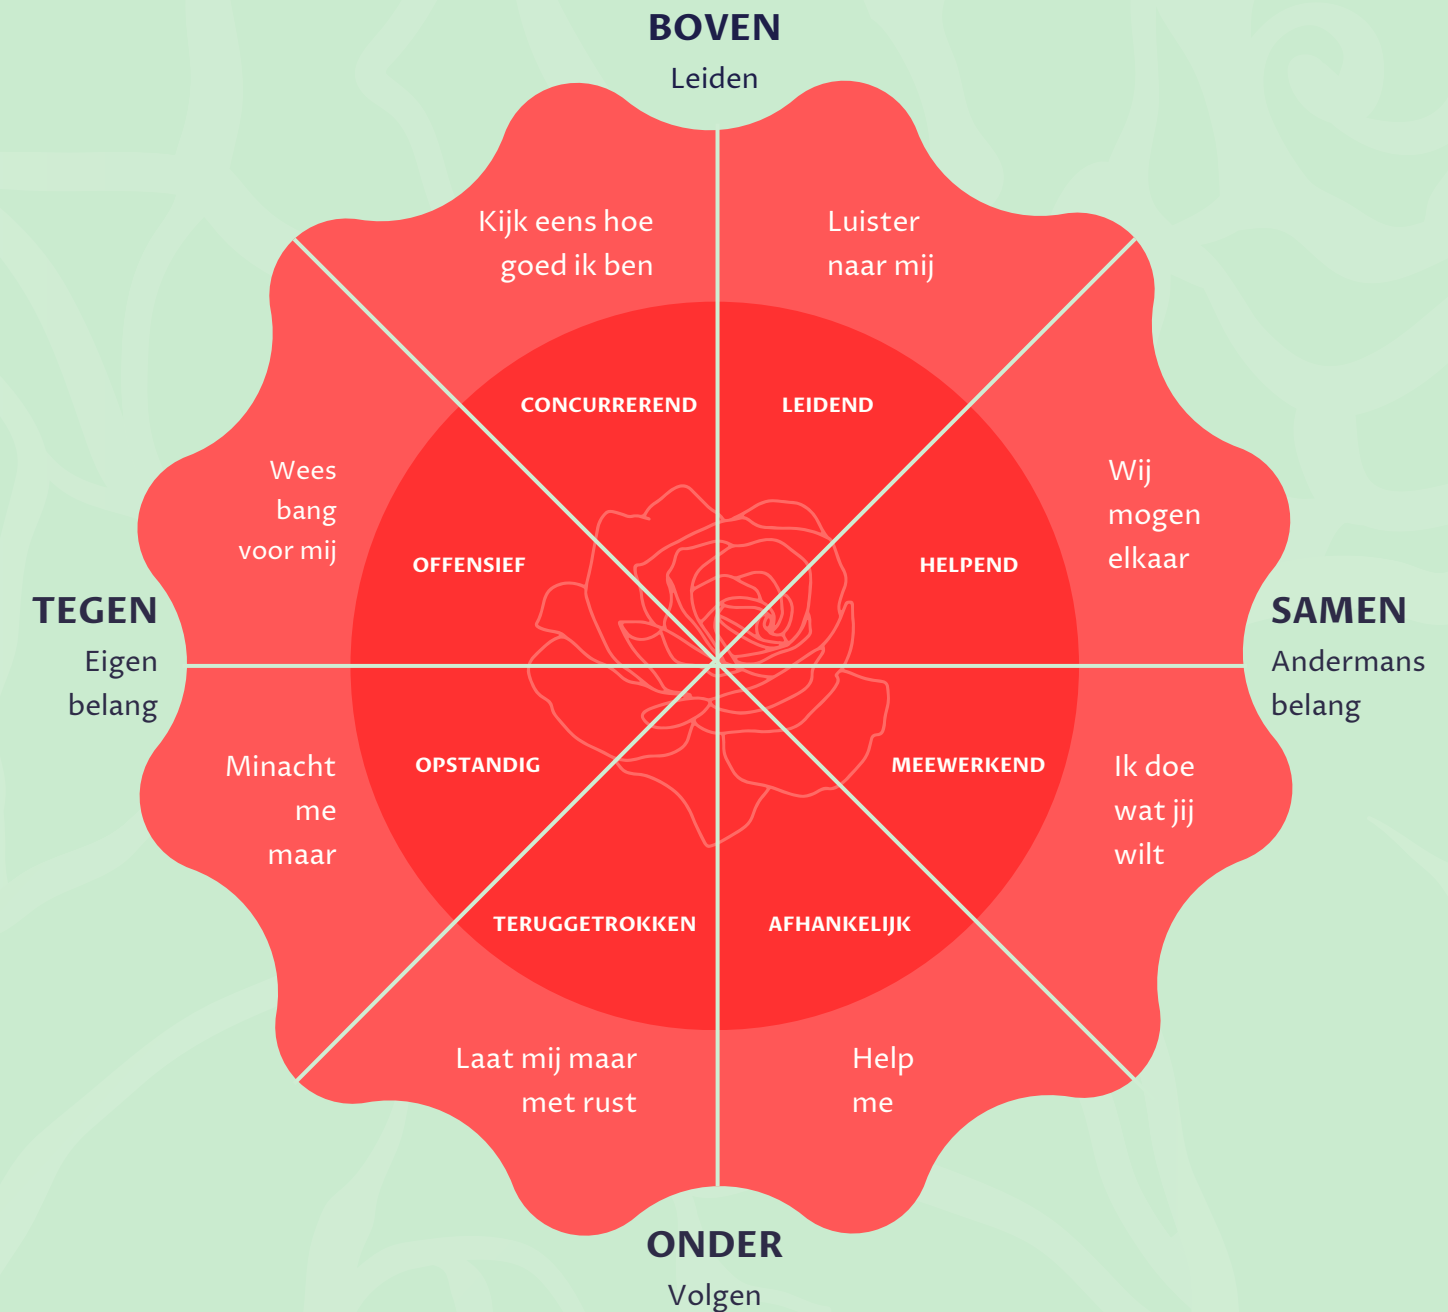 BOVEN
Leiden
Kijk eens hoe
goed ik ben
Luister
naar mij
CONCURREREND
LEIDEND
Wees
bang
voor mij
OFFENSIEF
HELPEND
Wij
mogen
elkaar
TEGEN
Eigen
belang
SAMEN
Andermans
belang
Minacht
me
maar
OPSTANDIG
MEEWERKEND
Ik doe
wat jij
wilt
TERUGGETROKKEN
AFHANKELIJK
Laat mij maar
met rust
Help
me
ONDER
Volgen